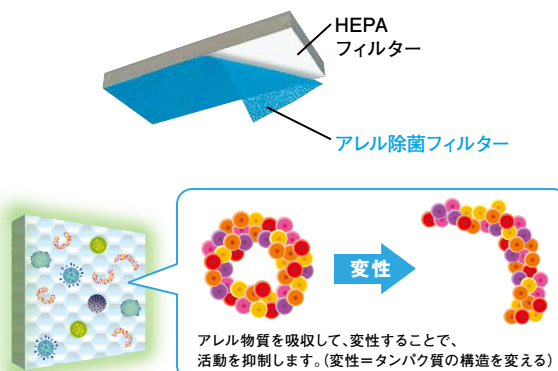 HEPA
フィルター
アレル除菌フィルター
変性
アレル物質を吸収して、変性することで、
活動を抑制します。(変性＝タンパク質の構造を変える)